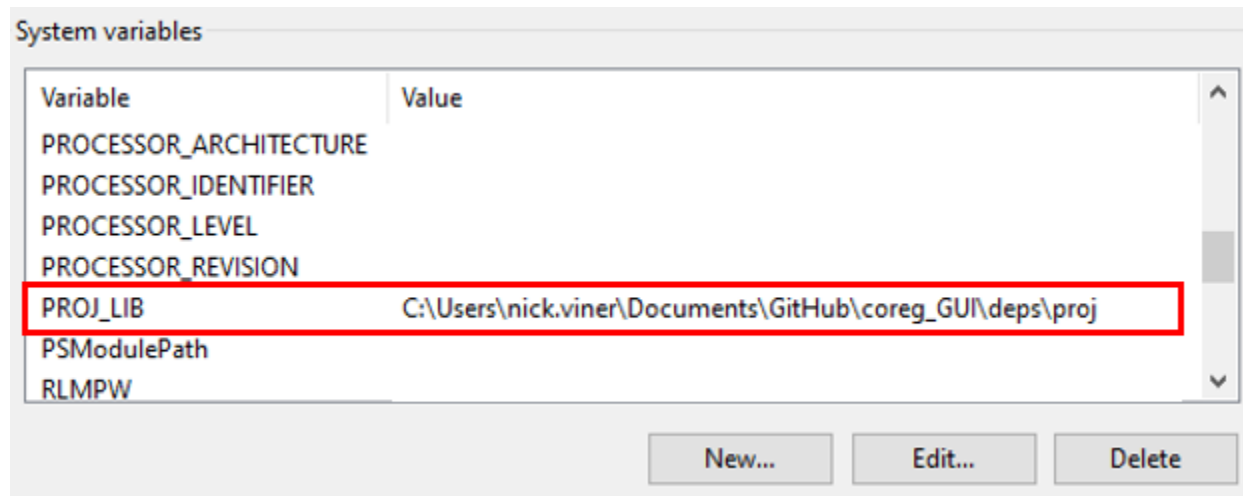 System variables
Variable Value
PROCESSOR_ARCHITECTURE
PROCESSOR_IDENTIFIER
PROCESSOR_LEVEL
PROCESSOR_REVISION
PROJ_LIB C:\Users\nick.viner\Documents\GitHub\coreg_GUI\deps\proj
PSModulePath
RLMPW
New... Edit... Delete